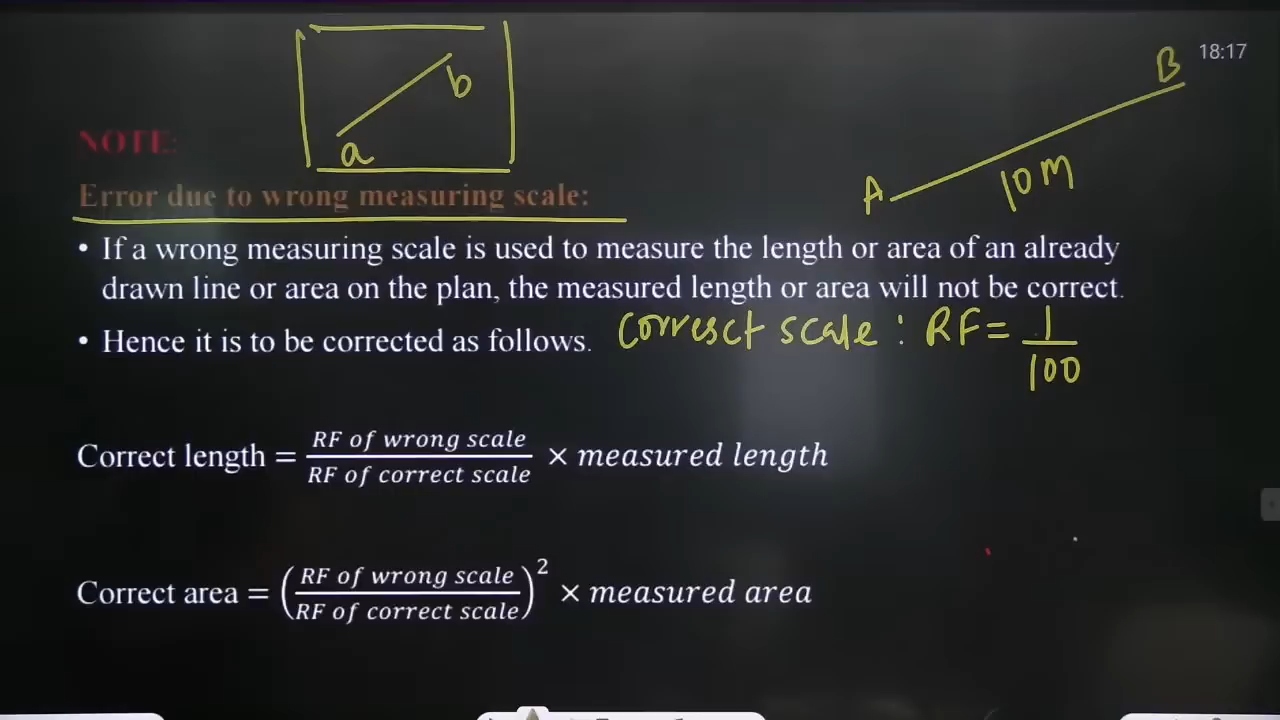 18:17
B
b
a
A
10 M
NOTE:
Error due to wrong measuring scale:
• If a wrong measuring scale is used to measure the length or area of an already
drawn line or area on the plan, the measured length or area will not be correct.
• Hence it is to be corrected as follows.
Corresct scale : RF = 1/100
Correct length = RF of wrong scale/RF of correct scale × measured length
Correct area = (RF of wrong scale/RF of correct scale)² × measured area